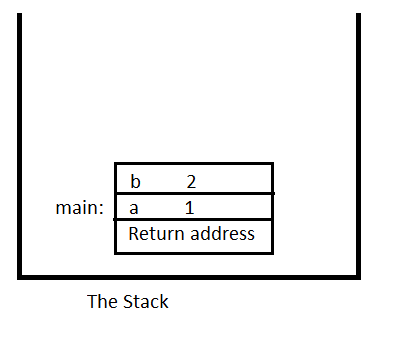 b 2
main: a 1
Return address
The Stack